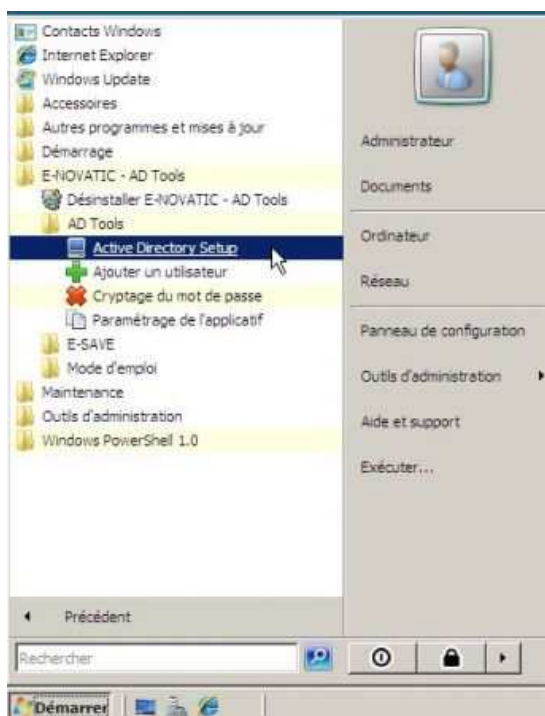 Contacts Windows
Internet Explorer
Windows Update
Accessoires
Autres programmes et mises à jour
Démarrage
E-NOVATIC - AD Tools
Désinstaller E-NOVATIC - AD Tools
AD Tools
Active Directory Setup
Ajouter un utilisateur
Cryptage du mot de passe
Paramétrage de l'applicatif
E-SAVE
Mode d'emploi
Maintenance
Outils d'administration
Windows PowerShell 1.0
Précédent
Rechercher
Démarrer
Administrateur
Documents
Ordinateur
Réseau
Panneau de configuration
Outils d'administration
Aide et support
Exécuter...